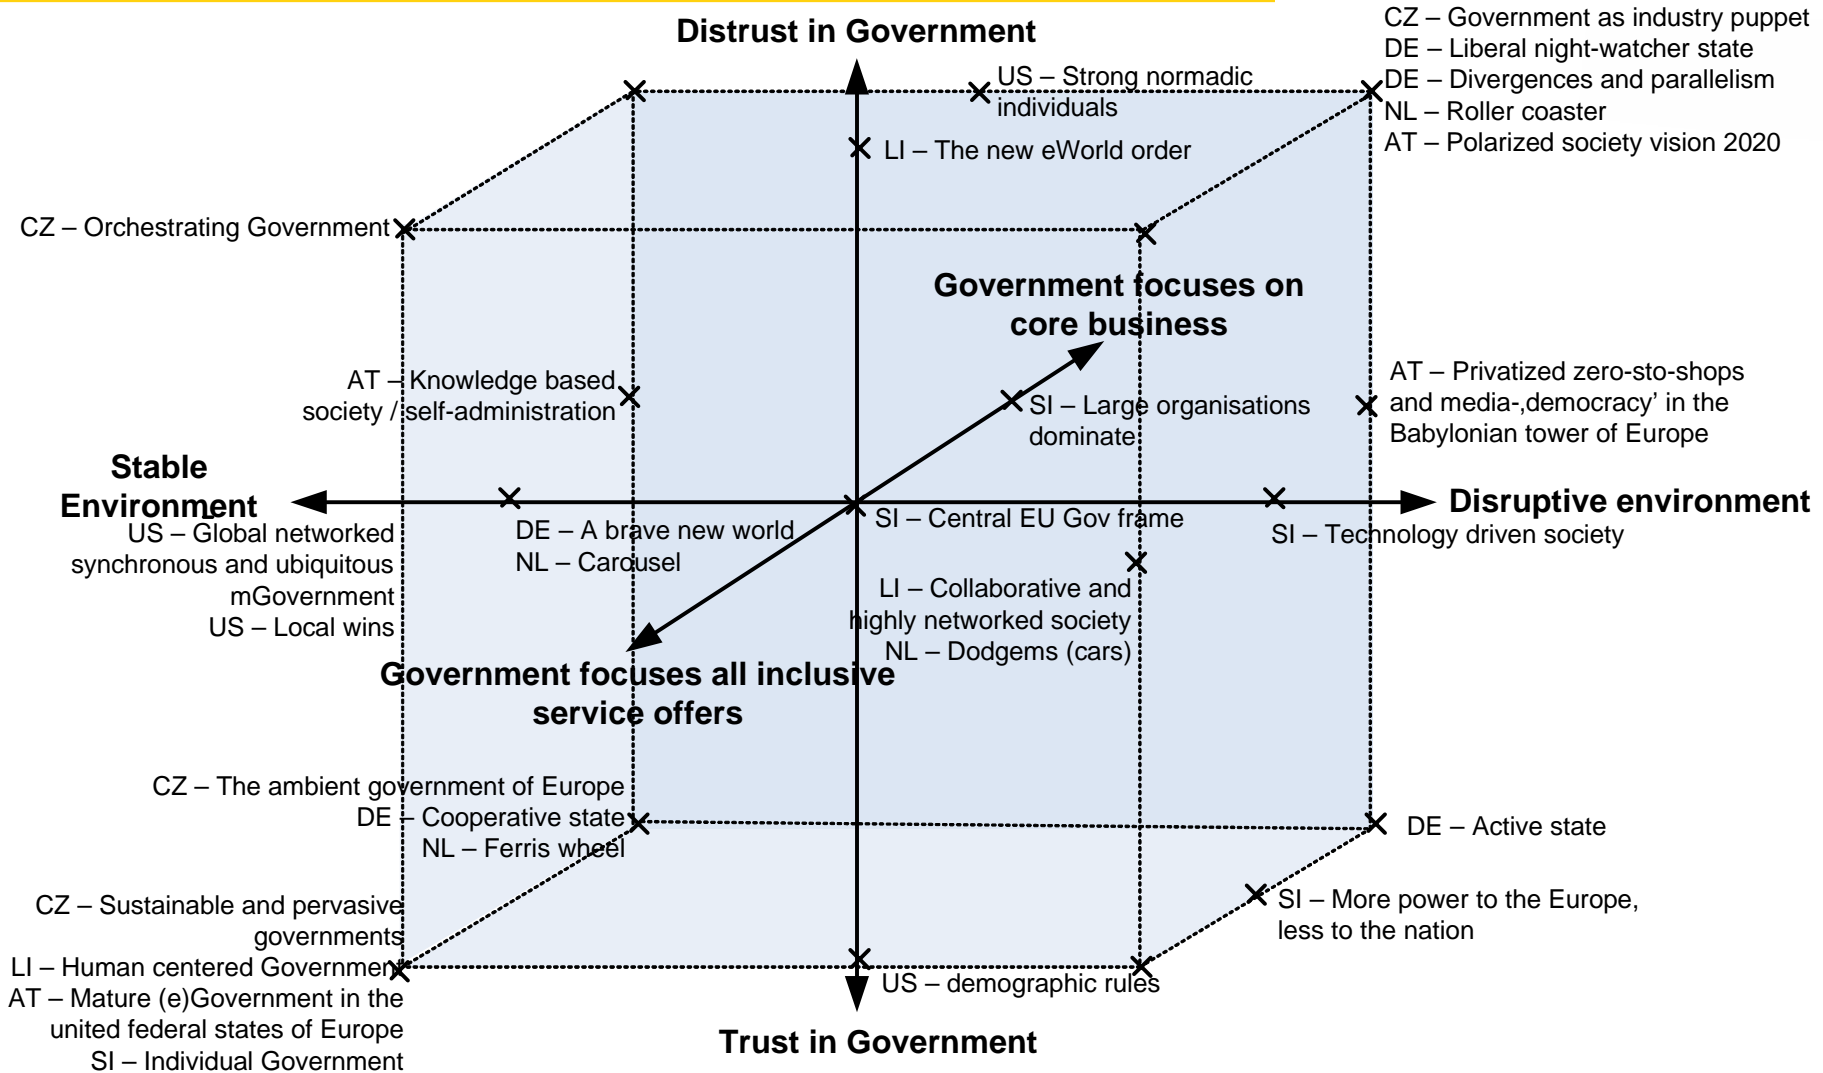 Distrust in Government
CZ – Government as industry puppet
DE – Liberal night-watcher state
DE – Divergences and parallelism
NL – Roller coaster
AT – Polarized society vision 2020
US – Strong normadic
individuals
LI – The new eWorld order
CZ – Orchestrating Government
Government focuses on
core business
AT – Knowledge based
society / self-administration
SI – Large organisations
dominate
AT – Privatized zero-sto-shops
and media-‚democracy’ in the
Babylonian tower of Europe
Stable
Environment
Disruptive environment
US – Global networked
synchronous and ubiquitous
mGovernment
US – Local wins
DE – A brave new world
NL – Carousel
SI – Central EU Gov frame
SI – Technology driven society
LI – Collaborative and
highly networked society
NL – Dodgems (cars)
Government focuses all inclusive
service offers
CZ – The ambient government of Europe
DE – Cooperative state
NL – Ferris wheel
DE – Active state
CZ – Sustainable and pervasive
governments
LI – Human centered Government
AT – Mature (e)Government in the
united federal states of Europe
SI – Individual Government
SI – More power to the Europe,
less to the nation
US – demographic rules
Trust in Government